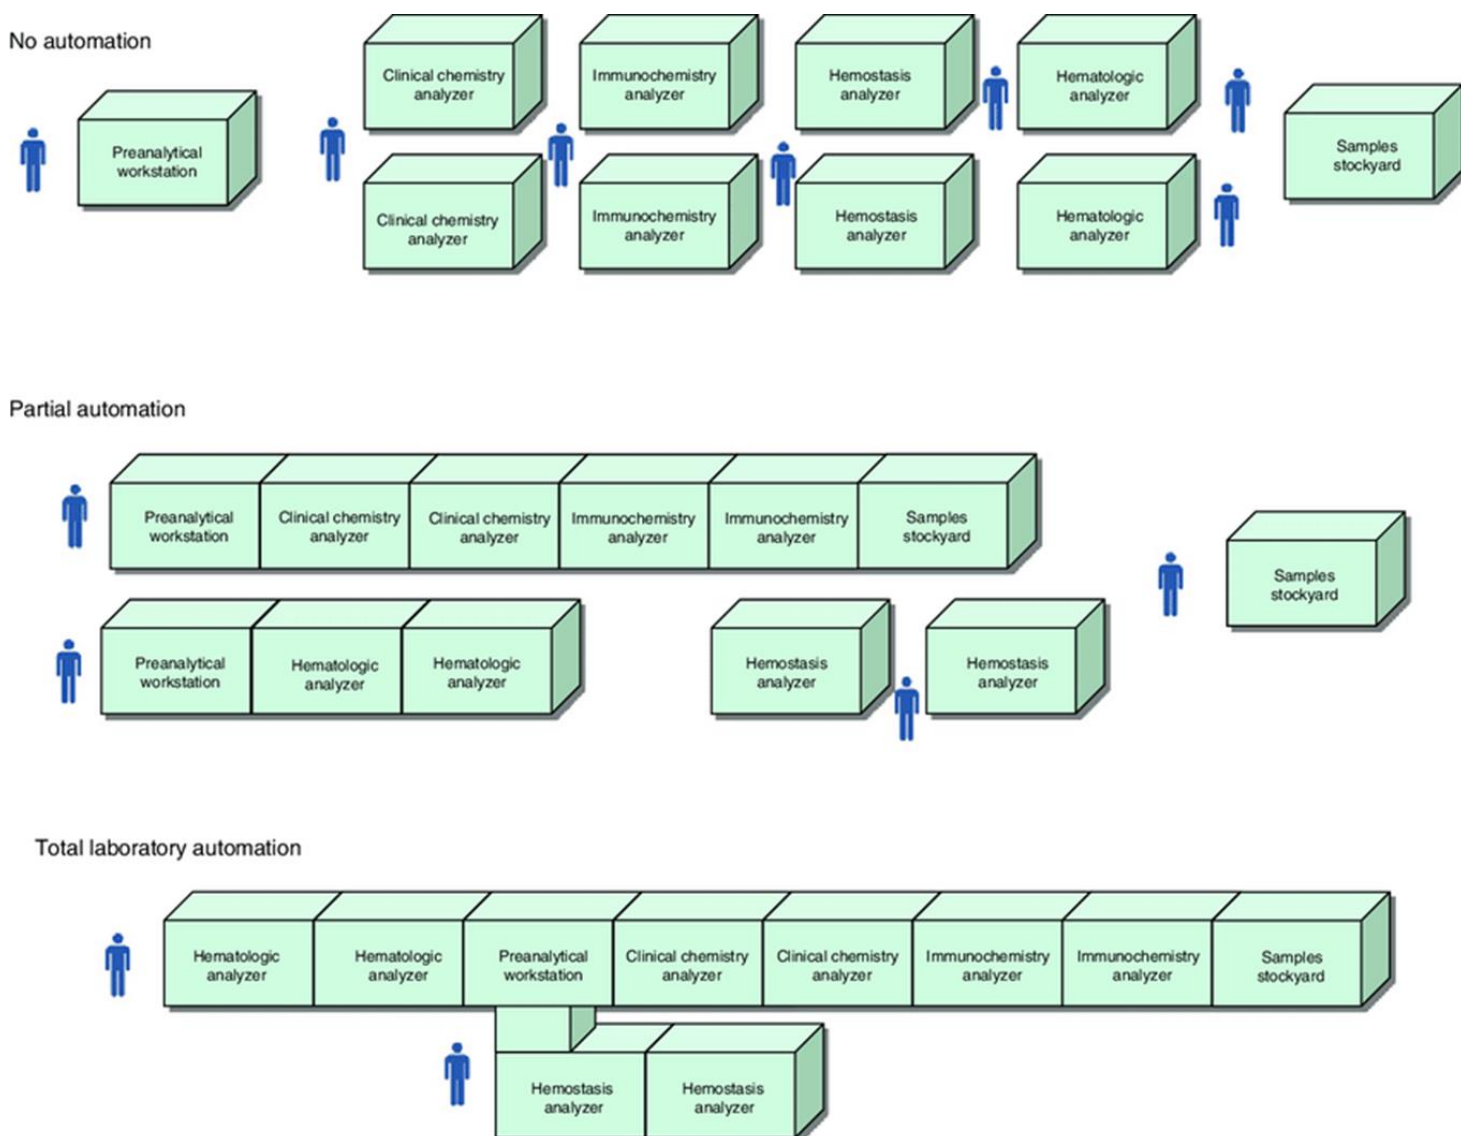 No automation
Clinical chemistry
analyzer
Immunochemistry
analyzer
Hemostasis
analyzer
Hematologic
analyzer
Preanalytical
workstation
Samples
stockyard
Clinical chemistry
analyzer
Immunochemistry
analyzer
Hemostasis
analyzer
Hematologic
analyzer
Partial automation
Preanalytical
workstation
Clinical chemistry
analyzer
Clinical chemistry
analyzer
Immunochemistry
analyzer
Immunochemistry
analyzer
Samples
stockyard
Samples
stockyard
Preanalytical
workstation
Hematologic
analyzer
Hematologic
analyzer
Hemostasis
analyzer
Hemostasis
analyzer
Total laboratory automation
Hematologic
analyzer
Hematologic
analyzer
Preanalytical
workstation
Clinical chemistry
analyzer
Clinical chemistry
analyzer
Immunochemistry
analyzer
Immunochemistry
analyzer
Samples
stockyard
Hemostasis
analyzer
Hemostasis
analyzer